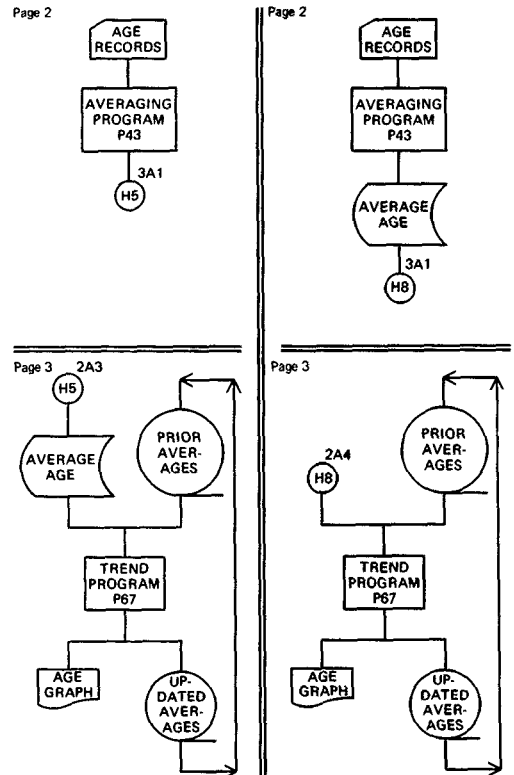 Page 2
AGE
RECORDS
AVERAGING
PROGRAM
P43
3A1
H5
Page 3
2A3
H5
AVERAGE
AGE
PRIOR
AVER-
AGES
TREND
PROGRAM
P67
AGE
GRAPH
UP-
DATED
AVER-
AGES
Page 2
AGE
RECORDS
AVERAGING
PROGRAM
P43
AVERAGE
AGE
3A1
H8
Page 3
2A4
H8
PRIOR
AVER-
AGES
TREND
PROGRAM
P67
AGE
GRAPH
UP-
DATED
AVER-
AGES